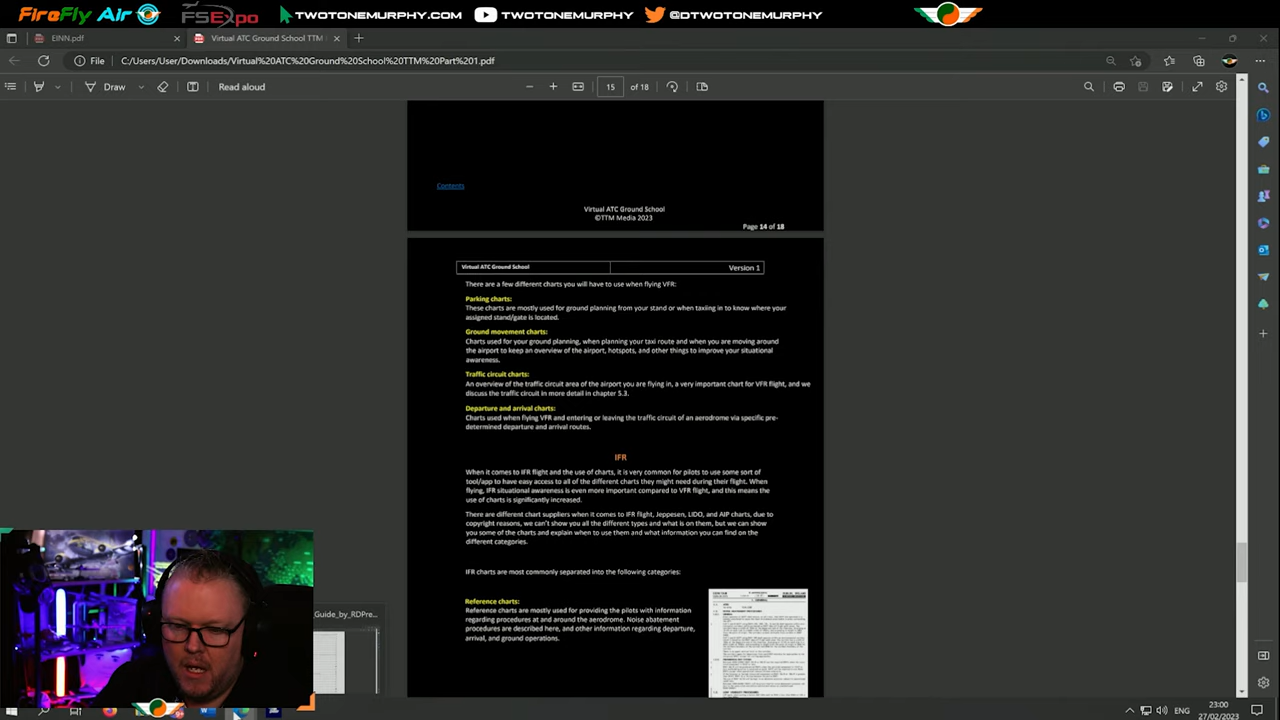 FireFly Air FSExpo TWOTONEMURPHY.COM TWOTONEMURPHY @DTWOTONEMURPHY
EINN.pdf Virtual ATC Ground School TTM
File C:/Users/User/Downloads/Virtual%20ATC%20Ground%20School%20TTM%20Part%201.pdf
Draw Read aloud 15 of 18
Contents
Virtual ATC Ground School
©TTM Media 2023
Page 14 of 18
Virtual ATC Ground School Version 1
There are a few different charts you will have to use when flying VFR:
Parking charts:
These charts are mostly used for ground planning from your stand or when taxiing in to know where your
assigned stand/gate is located.
Ground movement charts:
Charts used for your ground planning, when planning your taxi route and when you are moving around
the airport to keep an overview of the airport, hotspots, and other things to improve your situational
awareness.
Traffic circuit charts:
An overview of the traffic circuit area of the airport you are flying in, a very important chart for VFR flight, and we
discuss the traffic circuit in more detail in chapter 5.3.
Departure and arrival charts:
Charts used when flying VFR and entering or leaving the traffic circuit of an aerodrome via specific pre-
determined departure and arrival routes.
IFR
When it comes to IFR flight and the use of charts, it is very common for pilots to use some sort of
tool/app to have easy access to all of the different charts they might need during their flight. When
flying, IFR situational awareness is even more important compared to VFR flight, and this means the
use of charts is significantly increased.
There are different chart suppliers when it comes to IFR flight, Jeppesen, LIDO, and AIP charts, due to
copyright reasons, we can't show you all the different types and what is on them, but we can show
you some of the charts and explain when to use them and what information you can find on the
different categories.
IFR charts are most commonly separated into the following categories:
Reference charts:
Reference charts are mostly used for providing the pilots with information
regarding procedures at and around the aerodrome. Noise abatement
procedures are described here, and other information regarding departure,
arrival, and ground operations.
Guide_by_RDPre...
ENG 23:00
27/02/2023